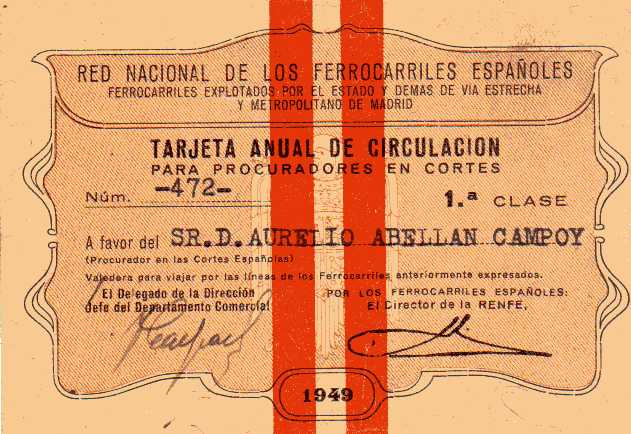 RED NACIONAL DE LOS FERROCARRILES ESPAÑOLES
FERROCARRILES EXPLOTADOS POR EL ESTADO Y DEMAS DE VIA ESTRECHA
Y METROPOLITANO DE MADRID
TARJETA ANUAL DE CIRCULACION
PARA PROCURADORES EN CORTES
Núm. -472-
1.ª CLASE
A favor del SR.D.AURELIO ABELLAN CAMPOY
(Procurador en las Cortes Españolas)
Valedera para viajar por las líneas de los Ferrocarriles anteriormente expresados.
El Delegado de la Dirección
Jefe del Departamento Comercial
POR LOS FERROCARRILES ESPAÑOLES:
El Director de la RENFE,
1949